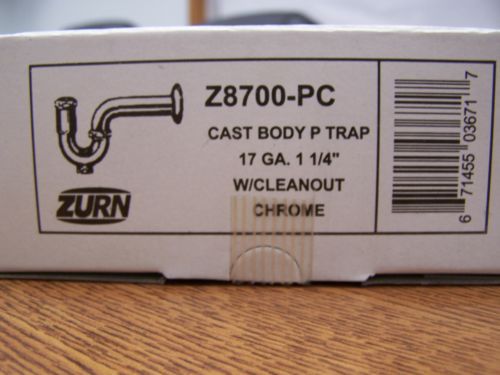 Z8700-PC
CAST BODY P TRAP
17 GA. 1 1/4"
W/CLEANOUT
CHROME
ZURN
6 71455 03671 7